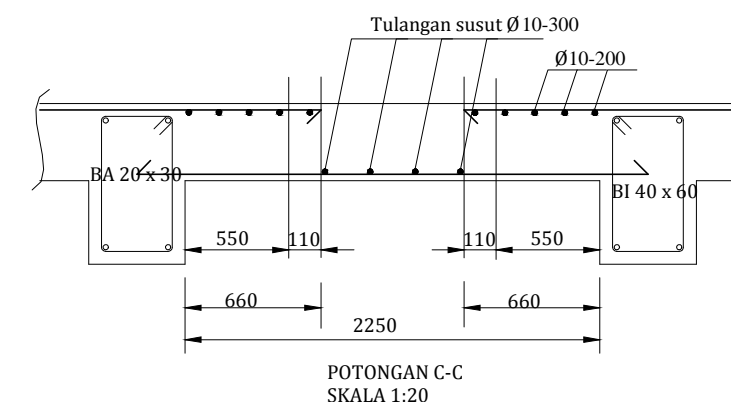 Tulangan susut Ø 10-300
Ø10-200
BA 20 x 30
BI 40 x 60
550
110
110
550
660
660
2250
POTONGAN C-C
SKALA 1:20